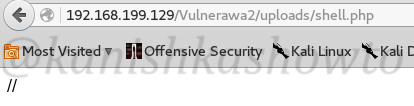 192.168.199.129/Vulnerawa2/uploads/shell.php
Most Visited Offensive Security Kali Linux Kali D
@kanishkashowto
//